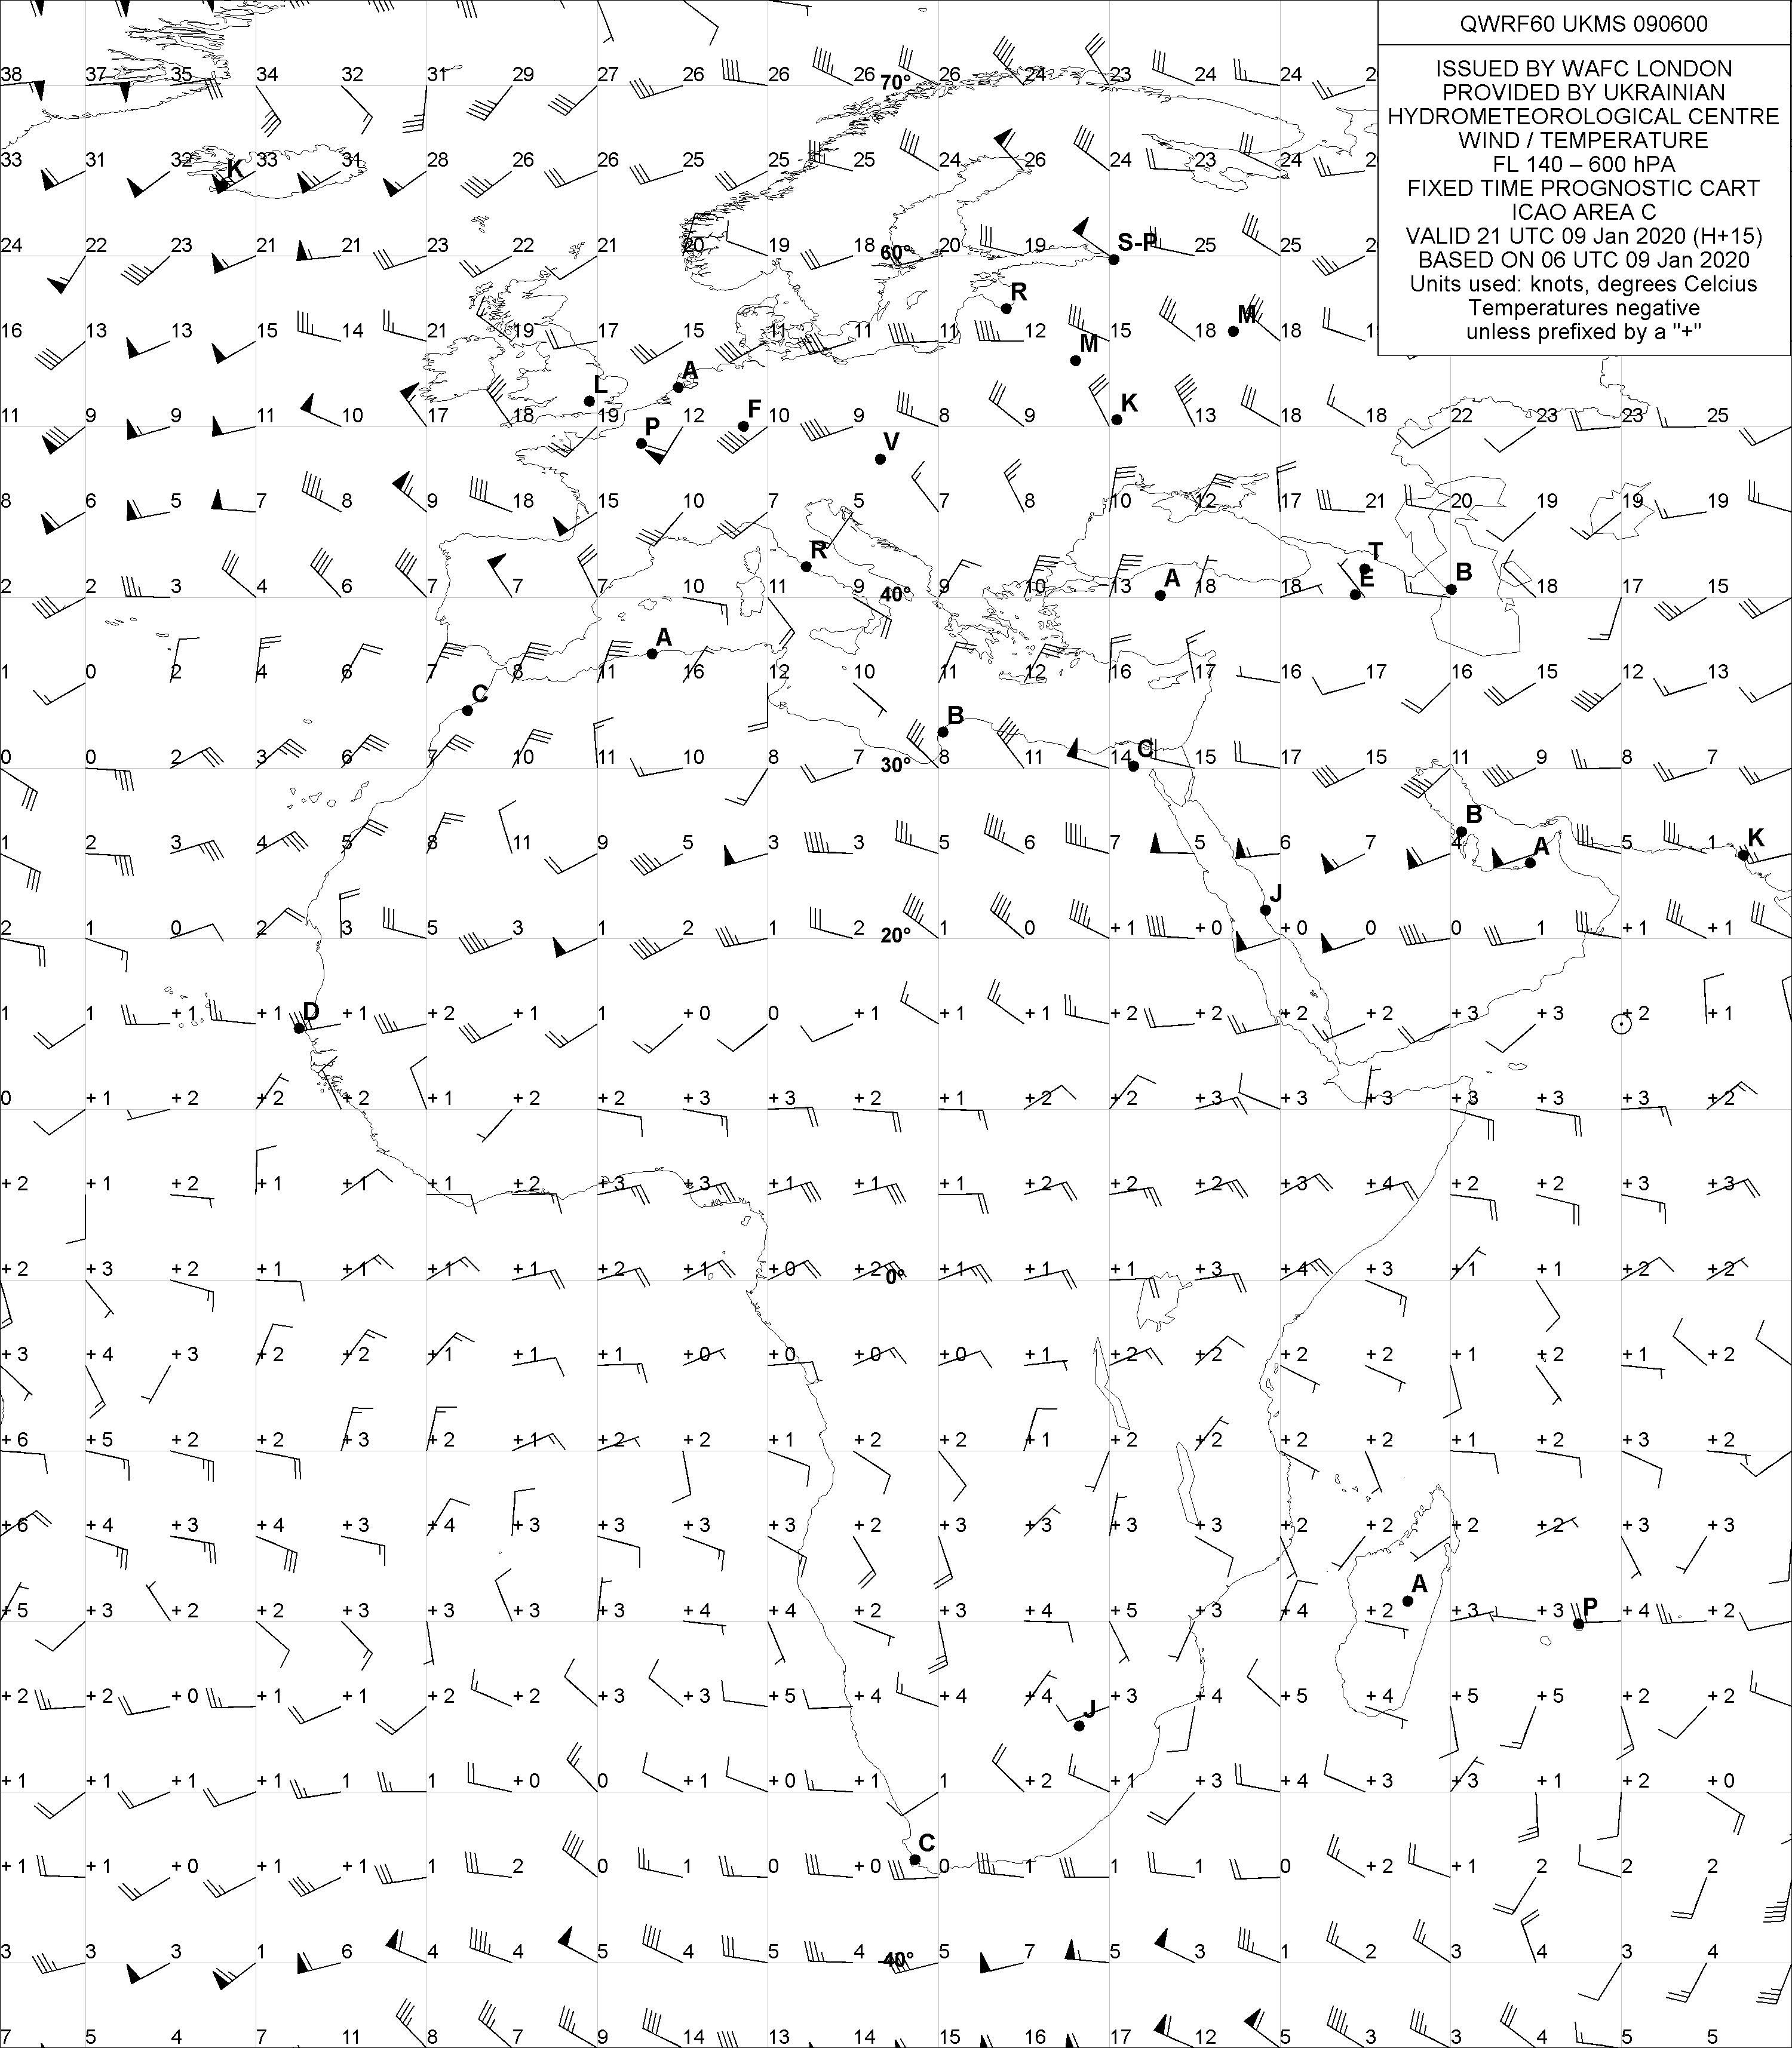 QWRF60 UKMS 090600
ISSUED BY WAFC LONDON
PROVIDED BY UKRAINIAN
HYDROMETEOROLOGICAL CENTRE
WIND / TEMPERATURE
FL 140 – 600 hPA
FIXED TIME PROGNOSTIC CART
ICAO AREA C
VALID 21 UTC 09 Jan 2020 (H+15)
BASED ON 06 UTC 09 Jan 2020
Units used: knots, degrees Celcius
Temperatures negative
unless prefixed by a "+"
38 37 35 34 32 31 29 27 26 26 26 70° 26 24 23 24 24 2
33 31 32 K 33 31 28 26 26 25 25 25 24 26 24 23 24 2
24 22 23 21 21 23 22 21 20 19 18 60° 20 19 S-P 25 25 2
R
16 13 13 15 14 21 19 17 15 11 11 11 12 15 18 M 18 1
M
L A
11 9 9 11 10 17 18 19 P 12 F 10 9 8 9 K 13 18 18 22 23 23 25
V
8 6 5 7 8 9 18 15 10 7 5 7 8 10 12 17 21 20 19 19 19
R T
2 2 3 4 6 7 7 7 10 11 9 40° 9 10 13 A 18 18 E B 18 17 15
A
1 0 2 4 6 7 8 11 16 12 10 11 12 16 17 16 17 16 15 12 13
C B
0 0 2 3 6 7 10 11 10 8 7 30° 8 11 14 C 15 17 15 11 9 8 7
B
1 2 3 4 5 8 11 9 5 3 3 5 6 7 5 6 7 4 A 5 1 K
J
2 1 0 2 3 5 3 1 2 1 2 20° 1 0 +1 +0 +0 0 0 1 +1 +1
1 1 +1 +1 D +1 +2 +1 1 +0 0 +1 +1 +1 +2 +2 +2 +2 +3 +3 +2 +1
0 +1 +2 +2 +2 +1 +2 +2 +3 +3 +2 +1 +2 +2 +3 +3 +3 +3 +3 +3 +2
+2 +1 +2 +1 +1 +1 +2 +3 +3 +1 +1 +1 +2 +2 +2 +3 +4 +2 +2 +3 +3
+2 +3 +2 +1 +1 +1 +1 +2 +1 +0 +2 0° +1 +1 +1 +3 +4 +3 +1 +1 +2 +2
+3 +4 +3 +2 +2 +1 +1 +1 +0 +0 +0 +0 +1 +2 +2 +2 +2 +1 +2 +1 +2
+6 +5 +2 +2 +3 +2 +1 +2 +2 +1 +2 +2 +1 +2 +2 +2 +2 +1 +2 +3 +2
+6 +4 +3 +4 +3 +4 +3 +3 +3 +3 +2 +3 +3 +3 +3 +2 +2 +2 +2 +3 +3
A
+5 +3 +2 +2 +3 +3 +3 +3 +4 +4 +2 +3 +4 +5 +3 +4 +2 +3 +3 P +4 +2
+2 +2 +0 +1 +1 +2 +2 +3 +3 +5 +4 +4 +4 J +3 +4 +5 +4 +5 +5 +2 +2
+1 +1 +1 +1 1 1 +0 0 +1 +0 +1 1 +2 +1 +3 +4 +3 +3 +1 +2 +0
C
+1 +1 +0 +1 +1 1 2 0 1 0 +0 0 1 1 1 0 +2 +1 2 2 2
3 3 3 1 6 4 4 5 4 5 4 40° 5 7 5 3 1 2 3 4 3 4
7 5 4 7 11 8 7 9 14 13 14 15 16 17 12 5 3 3 4 5 5